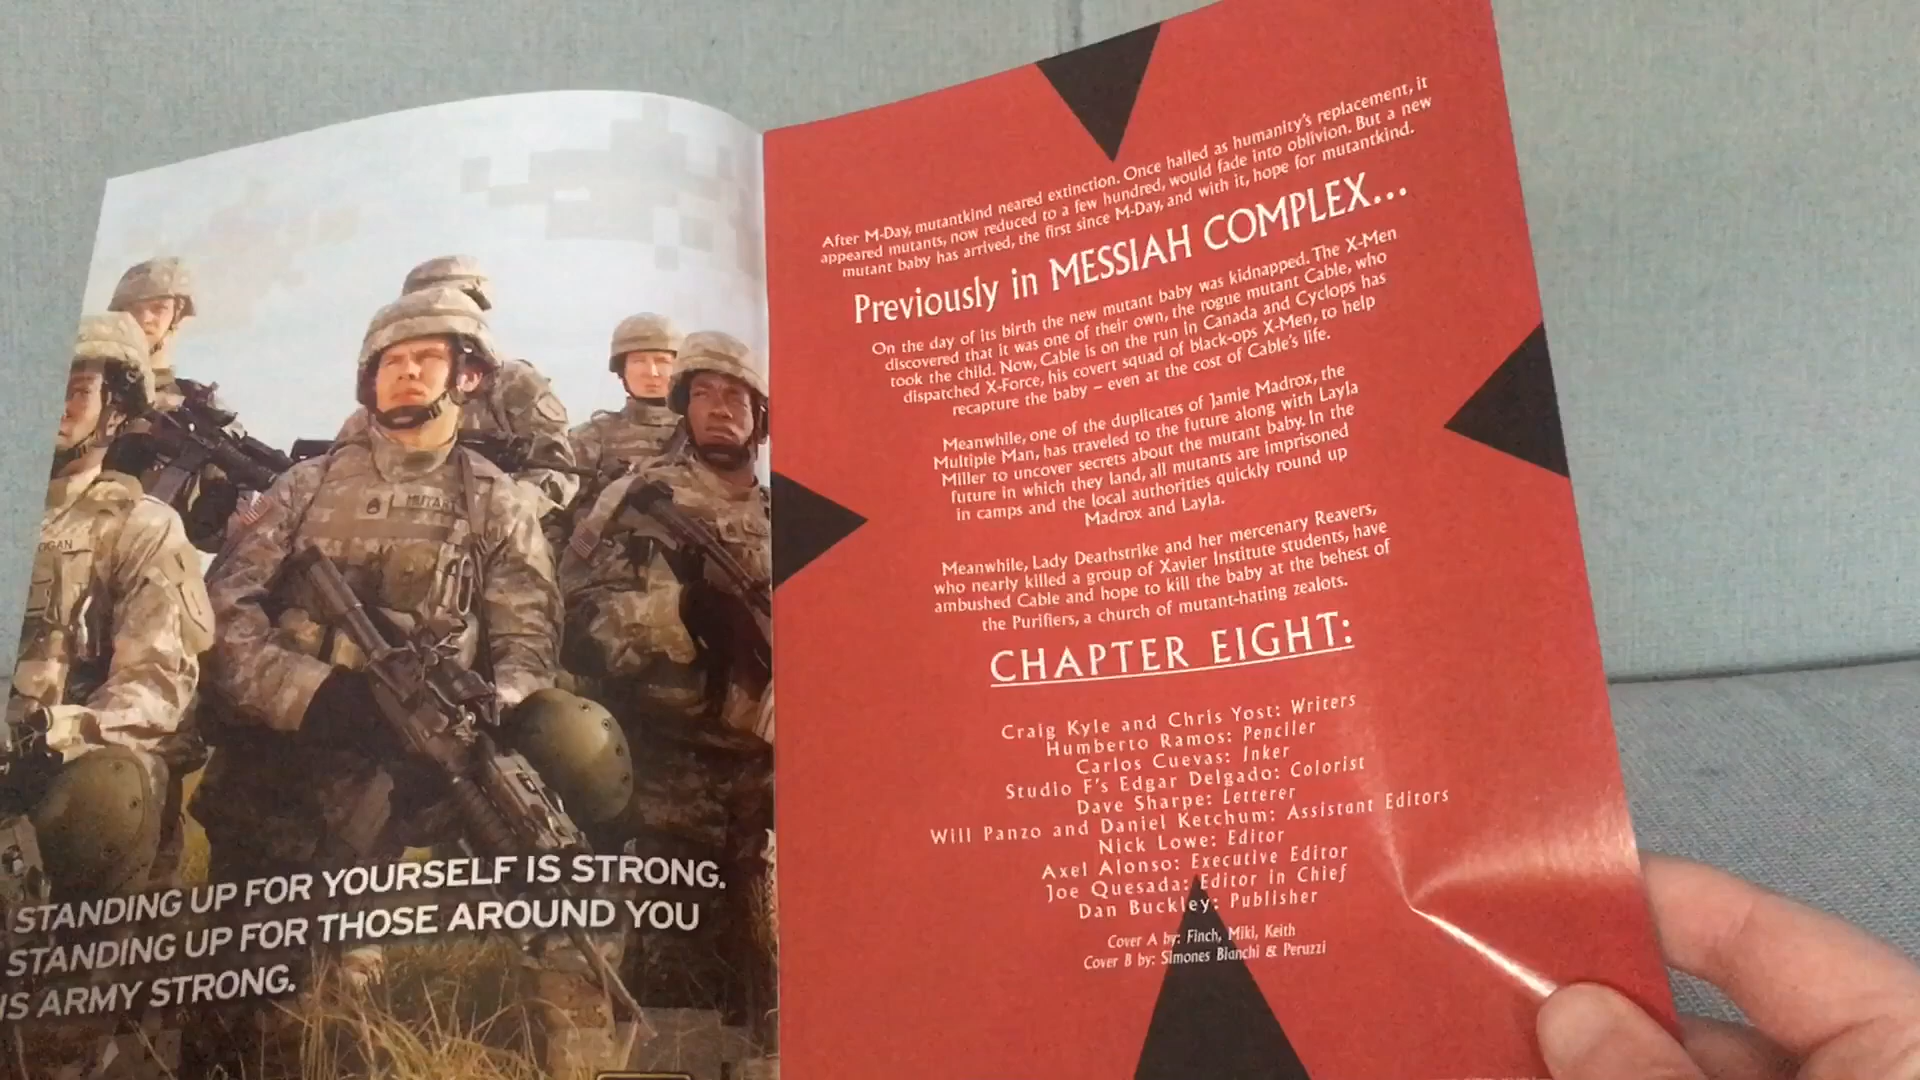 OGAN
STANDING UP FOR YOURSELF IS STRONG.
STANDING UP FOR THOSE AROUND YOU
IS ARMY STRONG.
After M-Day, mutantkind neared extinction. Once hailed as humanity's replacement, it
appeared mutants, now reduced to a few hundred, would fade into oblivion. But a new
mutant baby has arrived, the first since M-Day, and with it, hope for mutantkind.
Previously in MESSIAH COMPLEX...
On the day of its birth the new mutant baby was kidnapped. The X-Men
discovered that it was one of their own, the rogue mutant Cable, who
took the child. Now, Cable is on the run in Canada and Cyclops has
dispatched X-Force, his covert squad of black-ops X-Men, to help
recapture the baby – even at the cost of Cable's life.
Meanwhile, one of the duplicates of Jamie Madrox, the
Multiple Man, has traveled to the future along with Layla
Miller to uncover secrets about the mutant baby. In the
future in which they land, all mutants are imprisoned
in camps and the local authorities quickly round up
Madrox and Layla.
Meanwhile, Lady Deathstrike and her mercenary Reavers,
who nearly killed a group of Xavier Institute students, have
ambushed Cable and hope to kill the baby at the behest of
the Purifiers, a church of mutant-hating zealots.
CHAPTER EIGHT:
Craig Kyle and Chris Yost: Writers
Humberto Ramos: Penciler
Carlos Cuevas: Inker
Studio F's Edgar Delgado: Colorist
Dave Sharpe: Letterer
Will Panzo and Daniel Ketchum: Assistant Editors
Nick Lowe: Editor
Axel Alonso: Executive Editor
Joe Quesada: Editor in Chief
Dan Buckley: Publisher
Cover A by: Finch, Miki, Keith
Cover B by: Simones Bianchi & Peruzzi